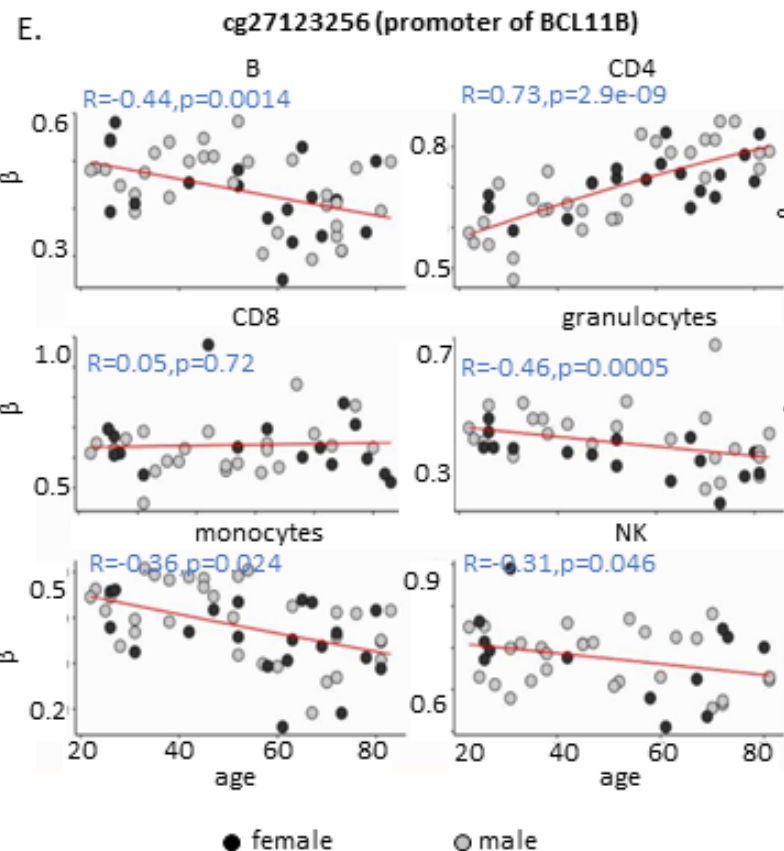 E.
cg27123256 (promoter of BCL11B)
B
CD4
R=-0.44,p=0.0014
R=0.73,p=2.9e-09
0.6
0.3
β
0.8
0.5
CD8
granulocytes
R=0.05,p=0.72
R=-0.46,p=0.0005
1.0
0.5
β
0.7
0.3
monocytes
NK
R=-0.36,p=0.024
R=-0.31,p=0.046
0.5
0.2
β
0.9
0.6
20 40 60 80
20 40 60 80
age
age
female
male